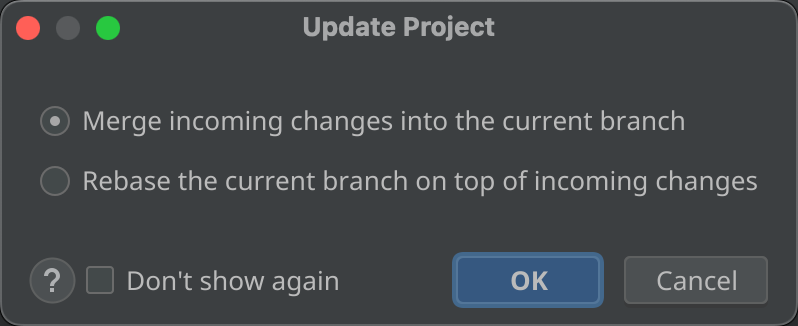 Update Project
Merge incoming changes into the current branch
Rebase the current branch on top of incoming changes
? Don't show again OK Cancel